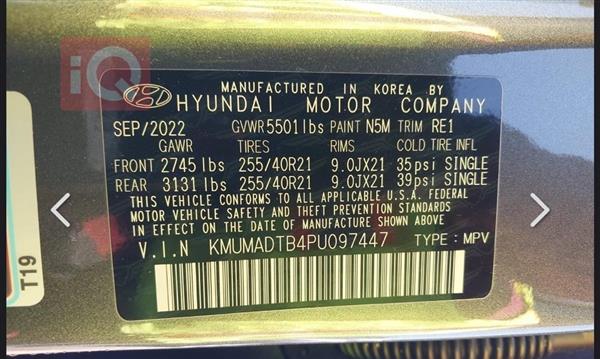 iQ
MANUFACTURED IN KOREA BY
HYUNDAI MOTOR COMPANY
SEP/2022 GVWR 5501 lbs PAINT N5M TRIM RE1
GAWR TIRES RIMS COLD TIRE INFL
FRONT 2745 lbs 255/40R21 9.0JX21 35psi SINGLE
REAR 3131 lbs 255/40R21 9.0JX21 39psi SINGLE
THIS VEHICLE CONFORMS TO ALL APPLICABLE U.S.A. FEDERAL
MOTOR VEHICLE SAFETY AND THEFT PREVENTION STANDARDS
IN EFFECT ON THE DATE OF MANUFACTURE SHOWN ABOVE.
V.I.N KMUMADTB4PU097447 TYPE: MPV
T19